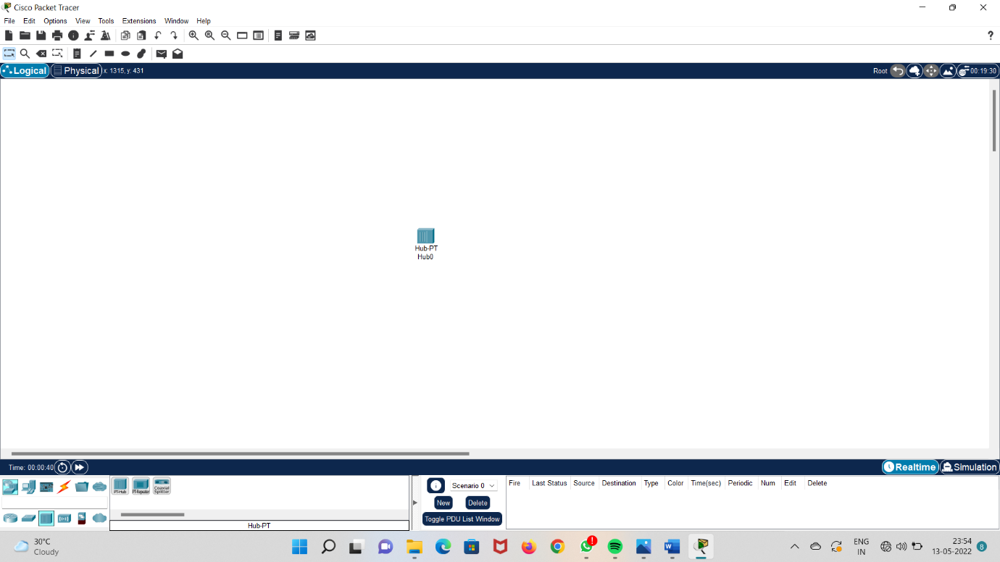 Cisco Packet Tracer
File Edit Options View Tools Extensions Window Help
?
Logical Physical x: 1315, y: 431 Root 00:19:30
Hub-PT
Hub0
Time: 00:00:40 Realtime Simulation
PT-Hub PT-Repeater Coaxial
Splitter
Hub-PT
Scenario 0
New Delete
Toggle PDU List Window
Fire Last Status Source Destination Type Color Time(sec) Periodic Num Edit Delete
30°C
Cloudy
ENG
IN
23:54
13-05-2022
8